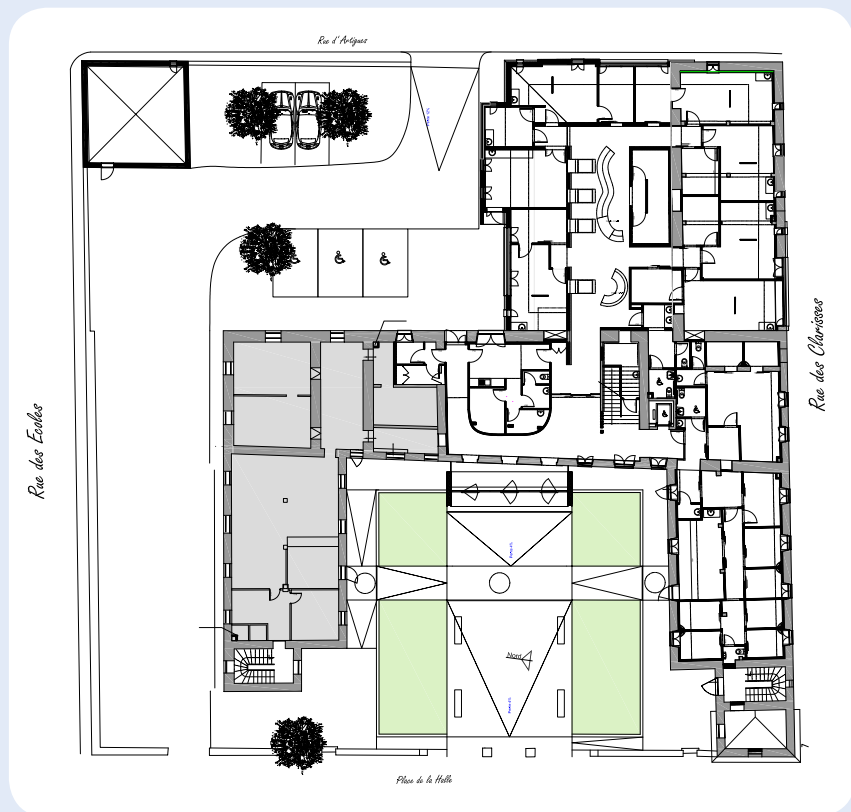 Rue d'Artigues
Rue des Ecoles
Rue des Clarisses
Nord
Place de la Halle